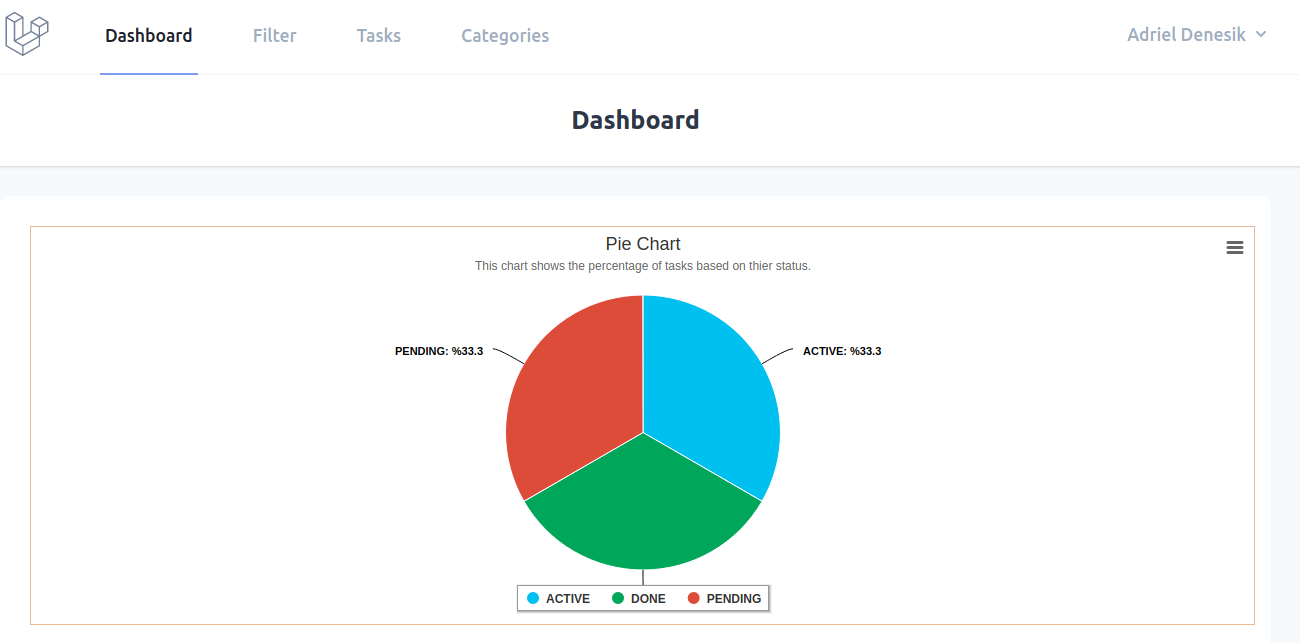 Dashboard Filter Tasks Categories Adriel Denesik
Dashboard
Pie Chart
This chart shows the percentage of tasks based on thier status.
PENDING: %33.3 ACTIVE: %33.3
ACTIVE DONE PENDING